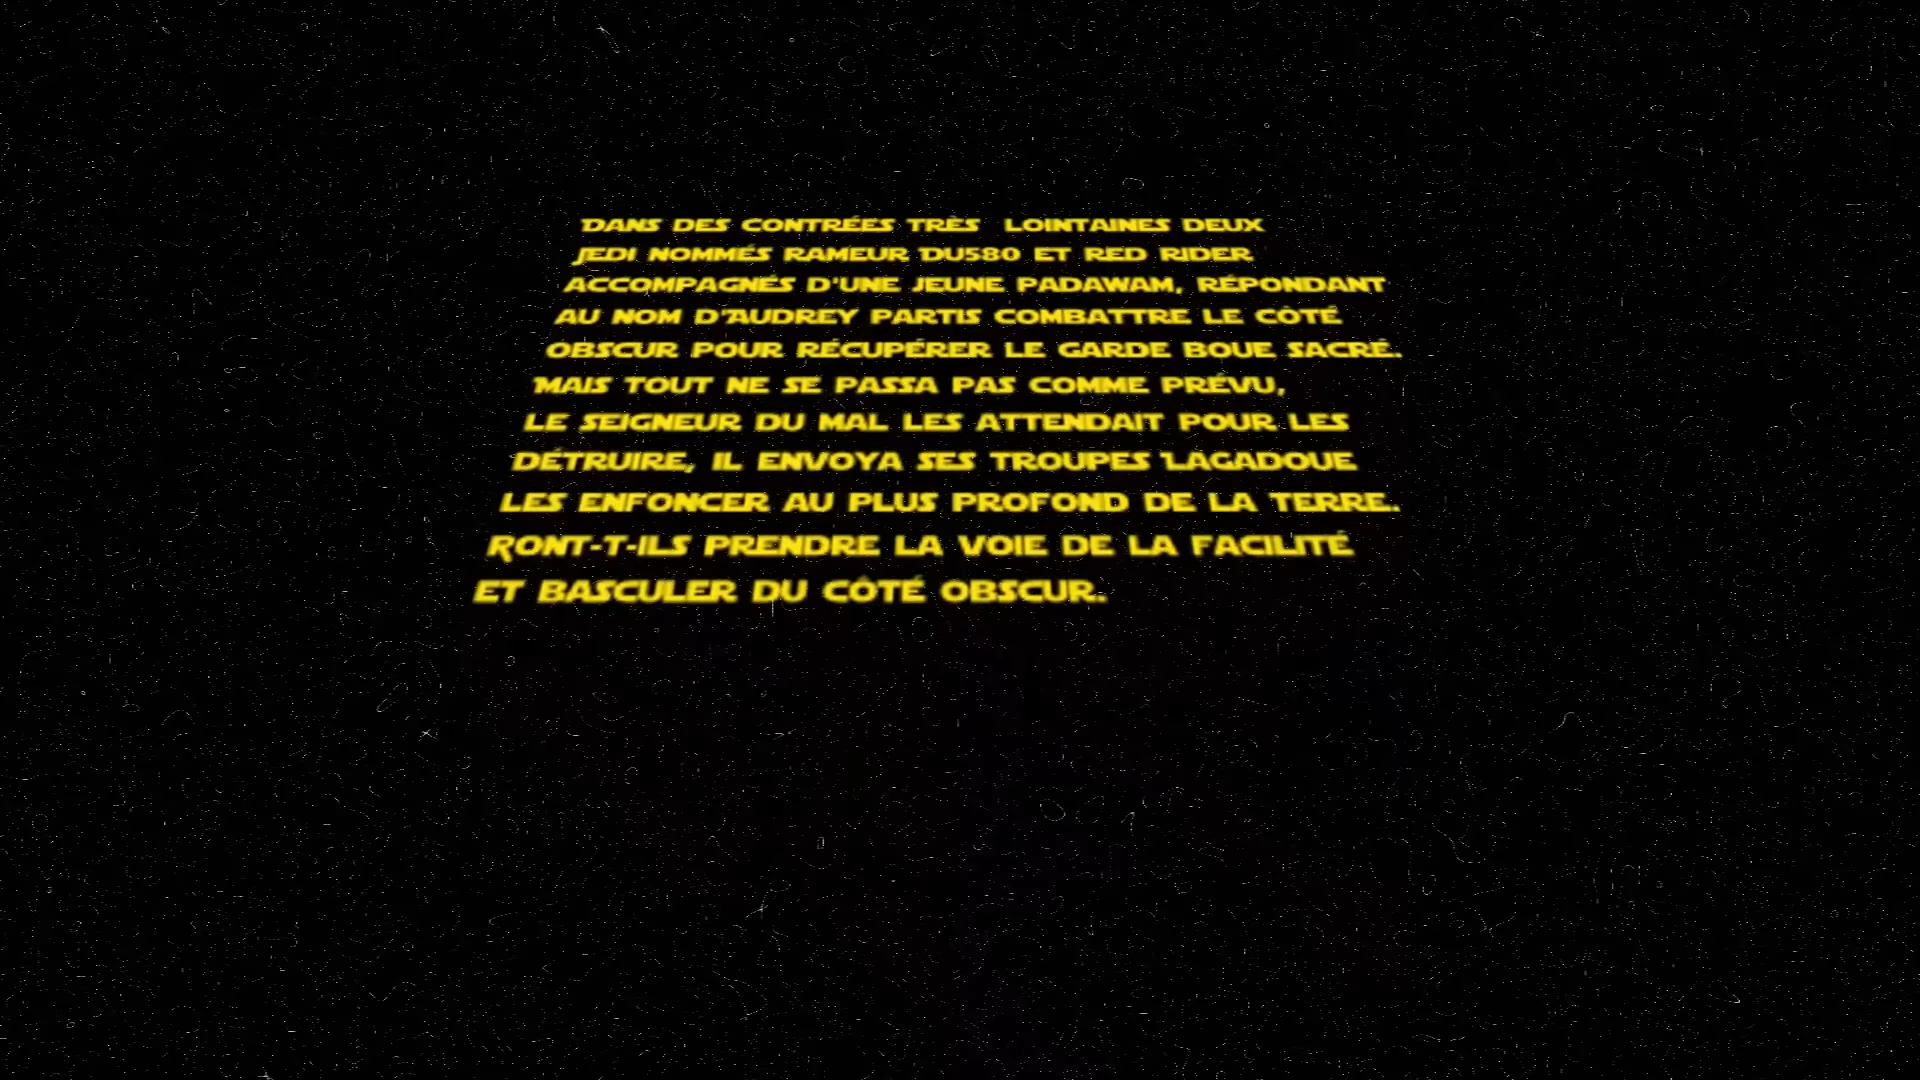 Dans des contrées très lointaines deux
Jedi nommés Rameur Du580 et Red Rider
accompagnés d'une jeune padawam, répondant
au nom d'Audrey partis combattre le côté
obscur pour récupérer le garde boue sacré.
Mais tout ne se passa pas comme prévu,
le seigneur du mal les attendait pour les
détruire, il envoya ses troupes Lagadoue
les enfoncer au plus profond de la terre.
Ront-t-ils prendre la voie de la facilité
et basculer du côté obscur.